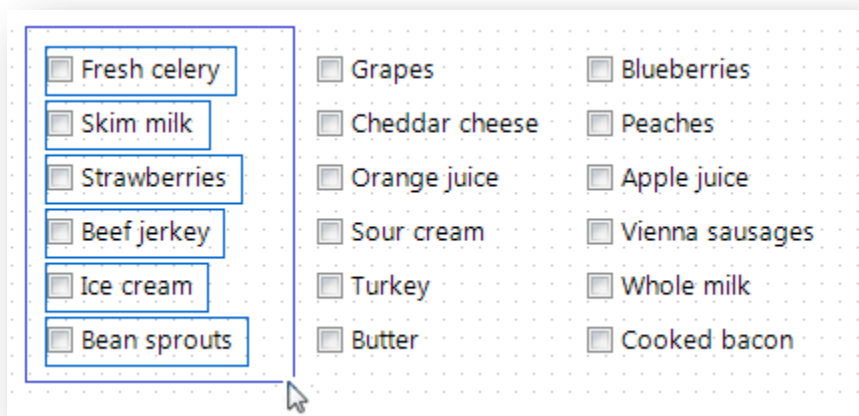 Fresh celery Grapes Blueberries
Skim milk Cheddar cheese Peaches
Strawberries Orange juice Apple juice
Beef jerkey Sour cream Vienna sausages
Ice cream Turkey Whole milk
Bean sprouts Butter Cooked bacon